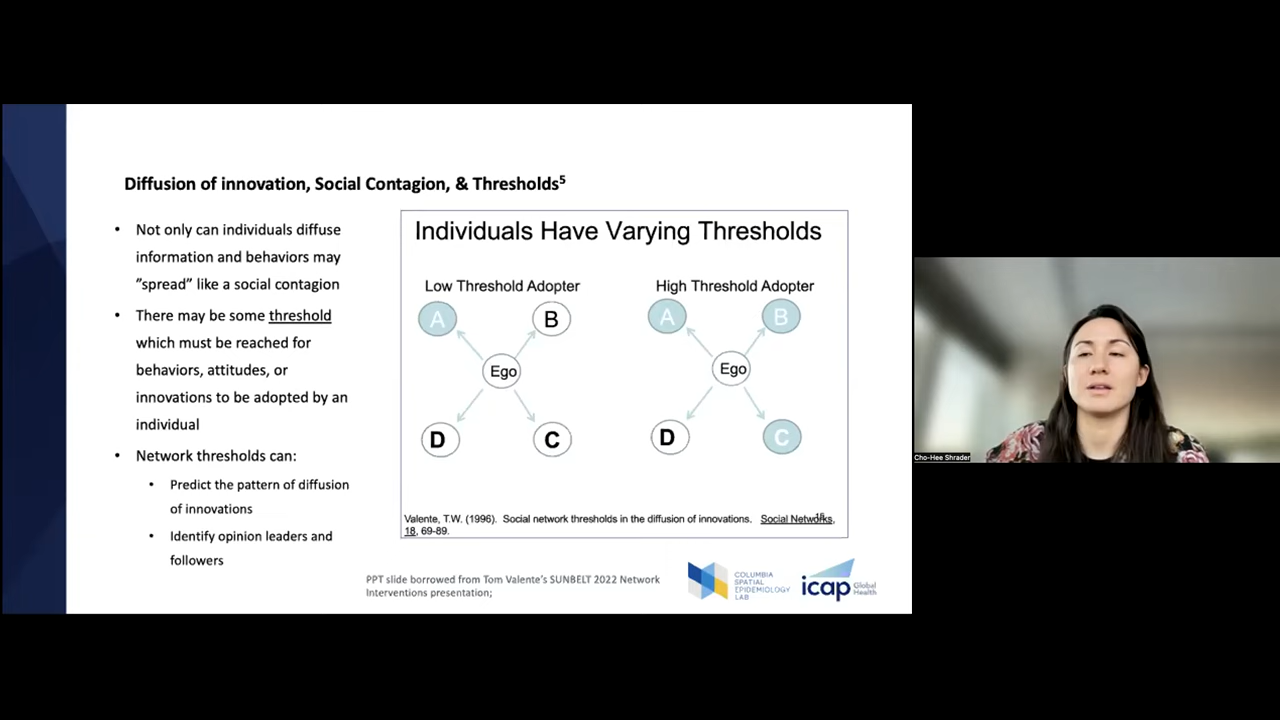 Diffusion of innovation, Social Contagion, & Thresholds⁵
• Not only can individuals diffuse
information and behaviors may
”spread” like a social contagion
• There may be some threshold
which must be reached for
behaviors, attitudes, or
innovations to be adopted by an
individual
• Network thresholds can:
• Predict the pattern of diffusion
of innovations
• Identify opinion leaders and
followers
Individuals Have Varying Thresholds
Low Threshold Adopter
A
B
Ego
D
C
High Threshold Adopter
A
B
Ego
D
C
Valente, T.W. (1996). Social network thresholds in the diffusion of innovations. Social Networks,
18, 69-89.
PPT slide borrowed from Tom Valente's SUNBELT 2022 Network
Interventions presentation;
COLUMBIA
SPATIAL
EPIDEMIOLOGY
LAB
icap Global
Health
Cho-Hee Shrader